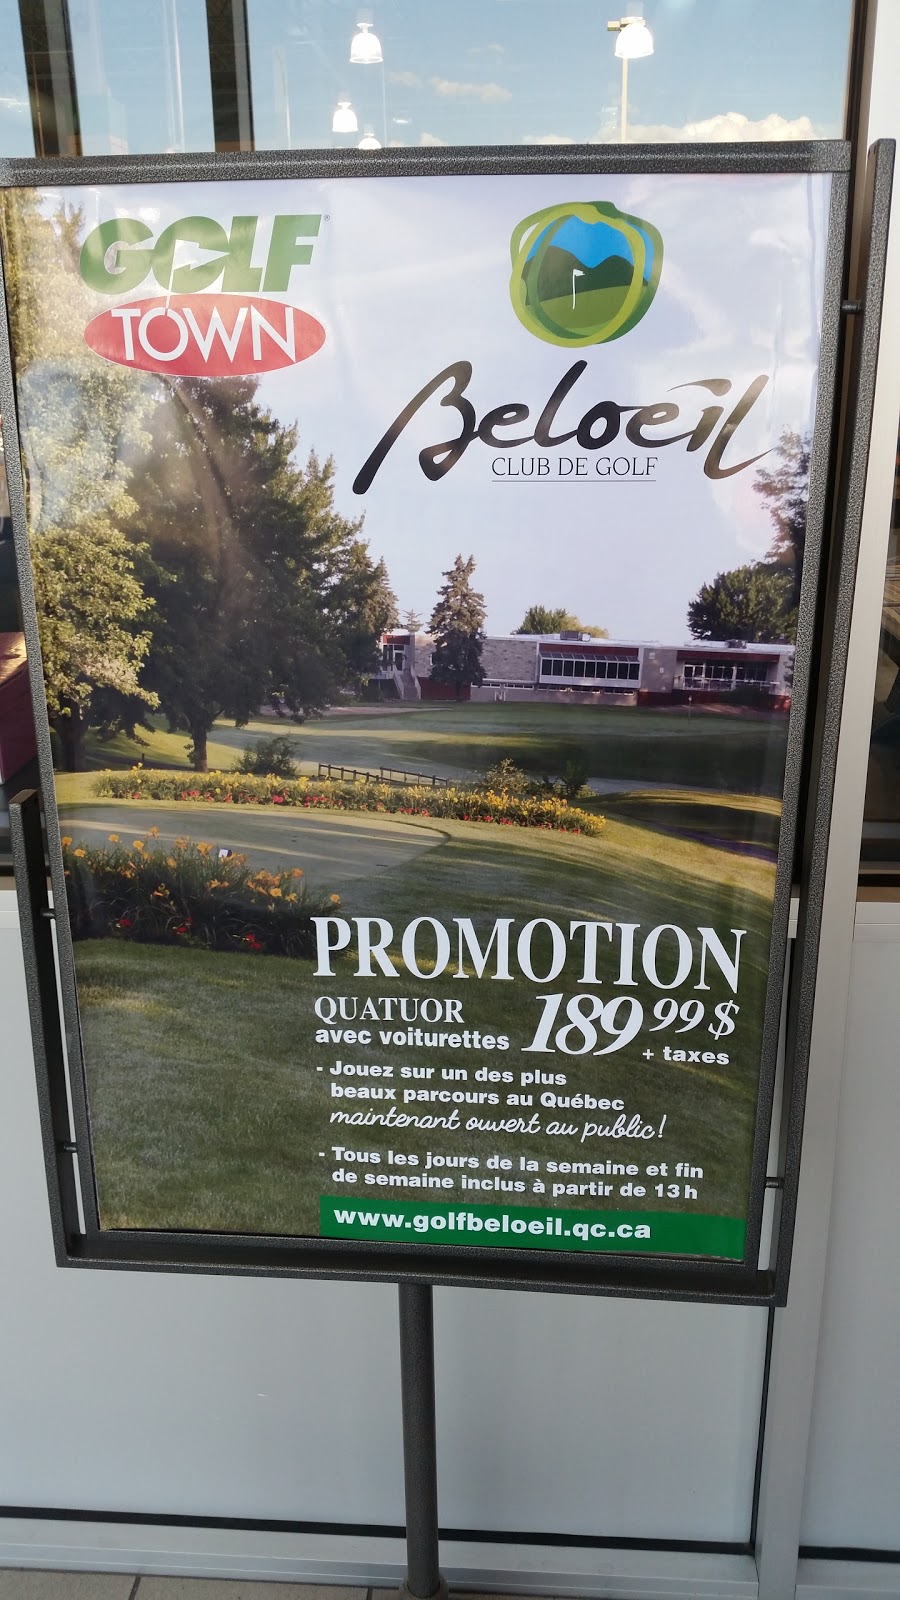 GOLF®
TOWN
Beloeil
CLUB DE GOLF
PROMOTION
QUATUOR
avec voiturettes
189 99 $
+ taxes
- Jouez sur un des plus
beaux parcours au Québec
maintenant ouvert au public!
- Tous les jours de la semaine et fin
de semaine inclus à partir de 13 h
www.golfbeloeil.qc.ca